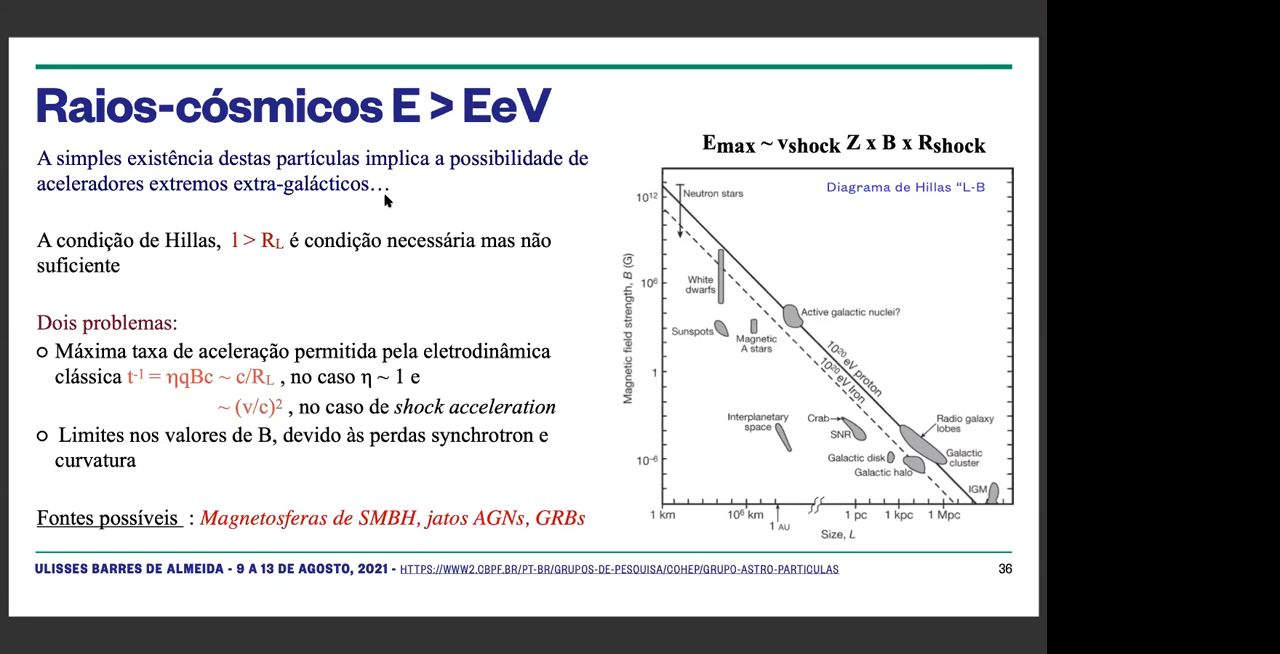 Raios-cósmicos E > EeV
A simples existência destas partículas implica a possibilidade de
aceleradores extremos extra-galácticos…
A condição de Hillas, l > R_L é condição necessária mas não
suficiente
Dois problemas:
o Máxima taxa de aceleração permitida pela eletrodinâmica
clássica t⁻¹ = ηqBc ~ c/R_L , no caso η ~ 1 e
~ (v/c)² , no caso de shock acceleration
o Limites nos valores de B, devido às perdas synchrotron e
curvatura
Fontes possíveis : Magnetosferas de SMBH, jatos AGNs, GRBs
E_max ~ v_shock Z x B x R_shock
Diagrama de Hillas “L-B
Magnetic field strength, B (G)
10¹²
10⁶
1
10⁻⁶
Neutron stars
White
dwarfs
Sunspots
Magnetic
A stars
Active galactic nuclei?
10²⁰ eV proton
10²⁰ eV Iron
Interplanetary
space
Crab
SNR
Radio galaxy
lobes
Galactic disk
Galactic
cluster
Galactic halo
IGM
1 km
10⁶ km
1 AU
1 pc
1 kpc
1 Mpc
Size, L
ULISSES BARRES DE ALMEIDA - 9 A 13 DE AGOSTO, 2021 - HTTPS://WWW2.CBPF.BR/PT-BR/GRUPOS-DE-PESQUISA/COHEP/GRUPO-ASTRO-PARTICULAS
36